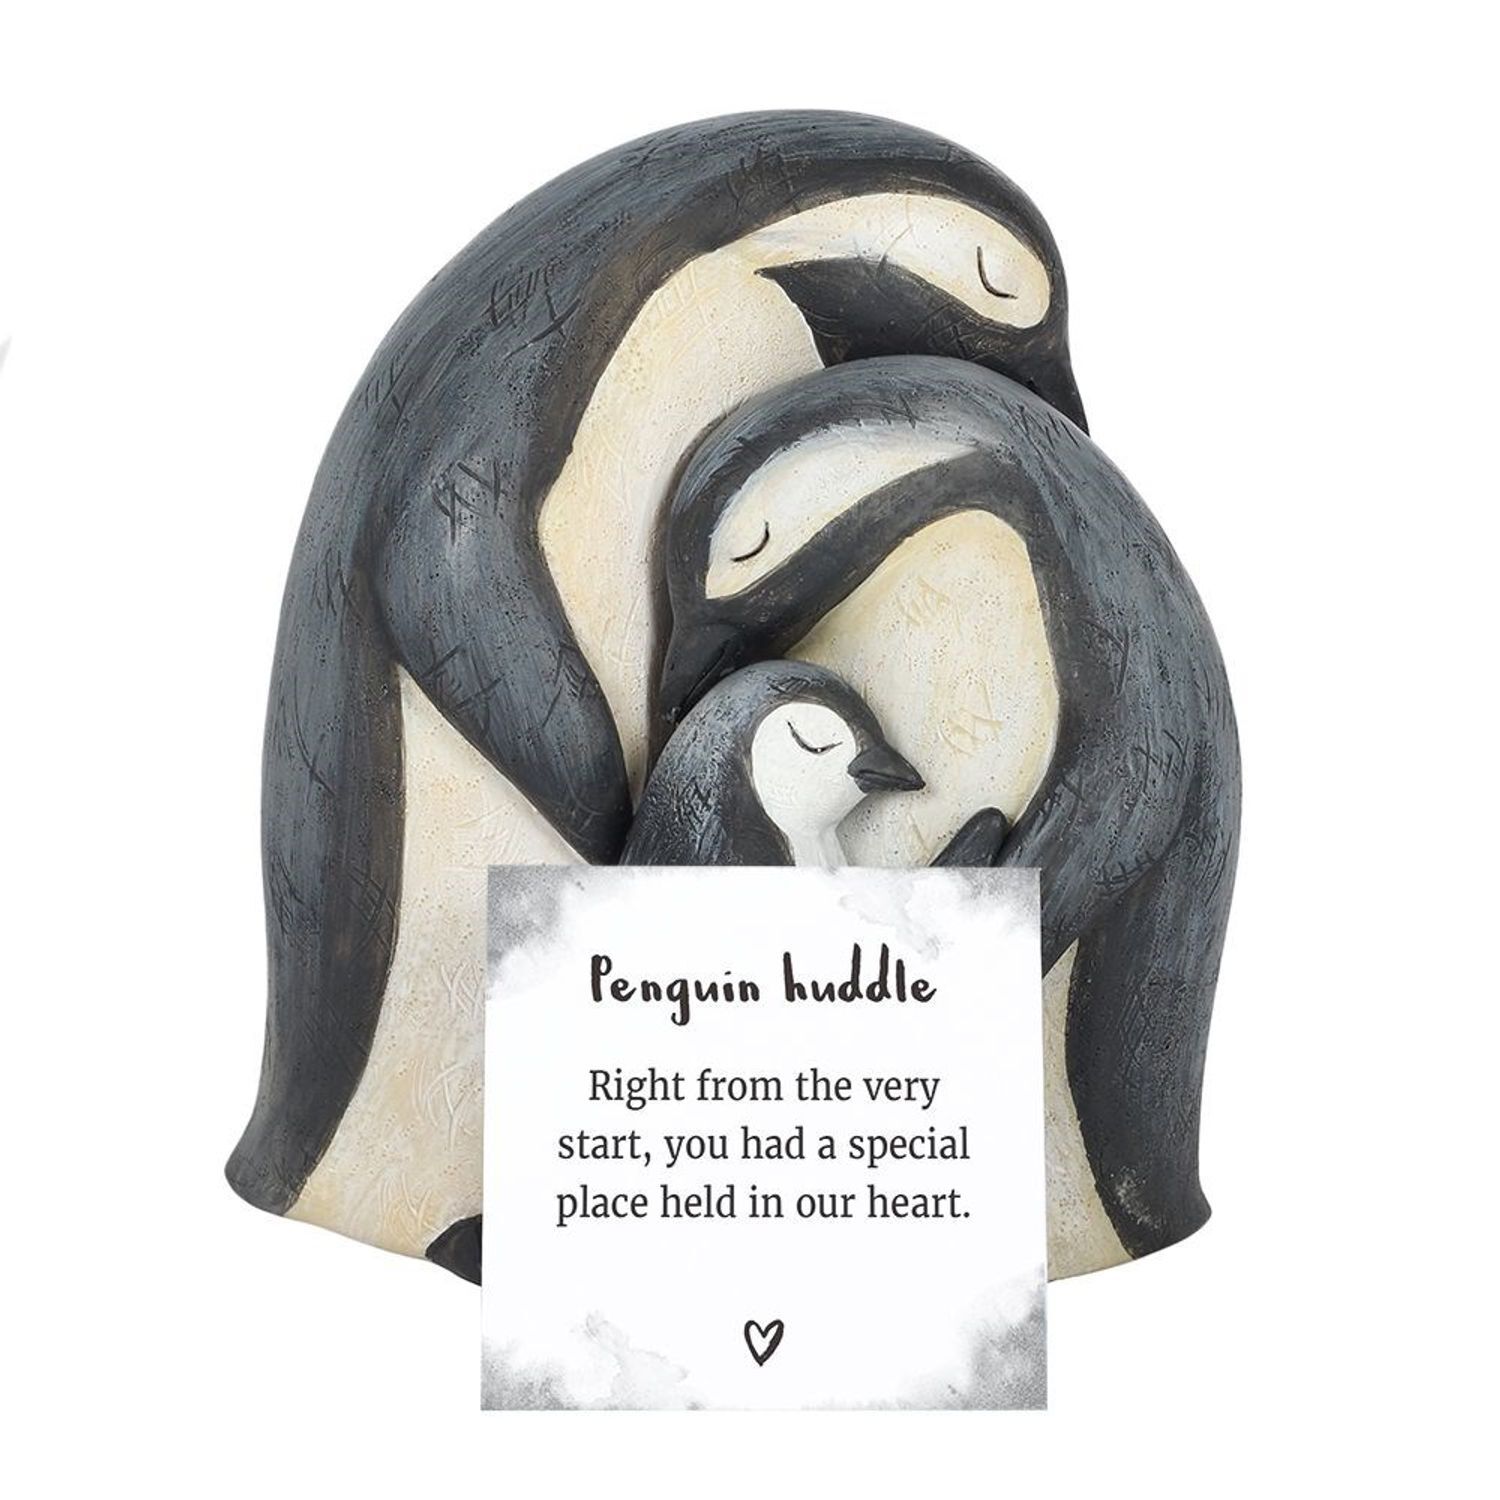 Penguin huddle
Right from the very
start, you had a special
place held in our heart.